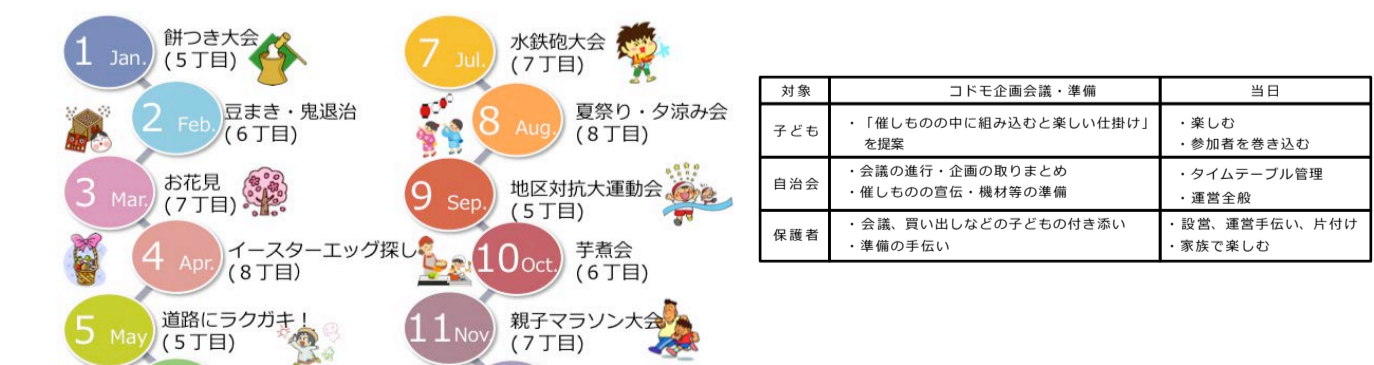 1 Jan.
餅つき大会
(５丁目)
2 Feb.
豆まき・鬼退治
(６丁目)
3 Mar.
お花見
(７丁目)
4 Apr.
イースターエッグ探し
(８丁目)
5 May
道路にラクガキ！
(５丁目)
7 Jul.
水鉄砲大会
(７丁目)
8 Aug.
夏祭り・夕涼み会
(８丁目)
9 Sep.
地区対抗大運動会
(５丁目)
10 Oct.
芋煮会
(６丁目)
11 Nov
親子マラソン大会
(７丁目)
対象 コドモ企画会議・準備 当日
子ども
・「催しものの中に組み込むと楽しい仕掛け」
を提案
・楽しむ
・参加者を巻き込む
自治会
・会議の進行・企画の取りまとめ
・催しものの宣伝・機材等の準備
・タイムテーブル管理
・運営全般
保護者
・会議、買い出しなどの子どもの付き添い
・準備の手伝い
・設営、運営手伝い、片付け
・家族で楽しむ